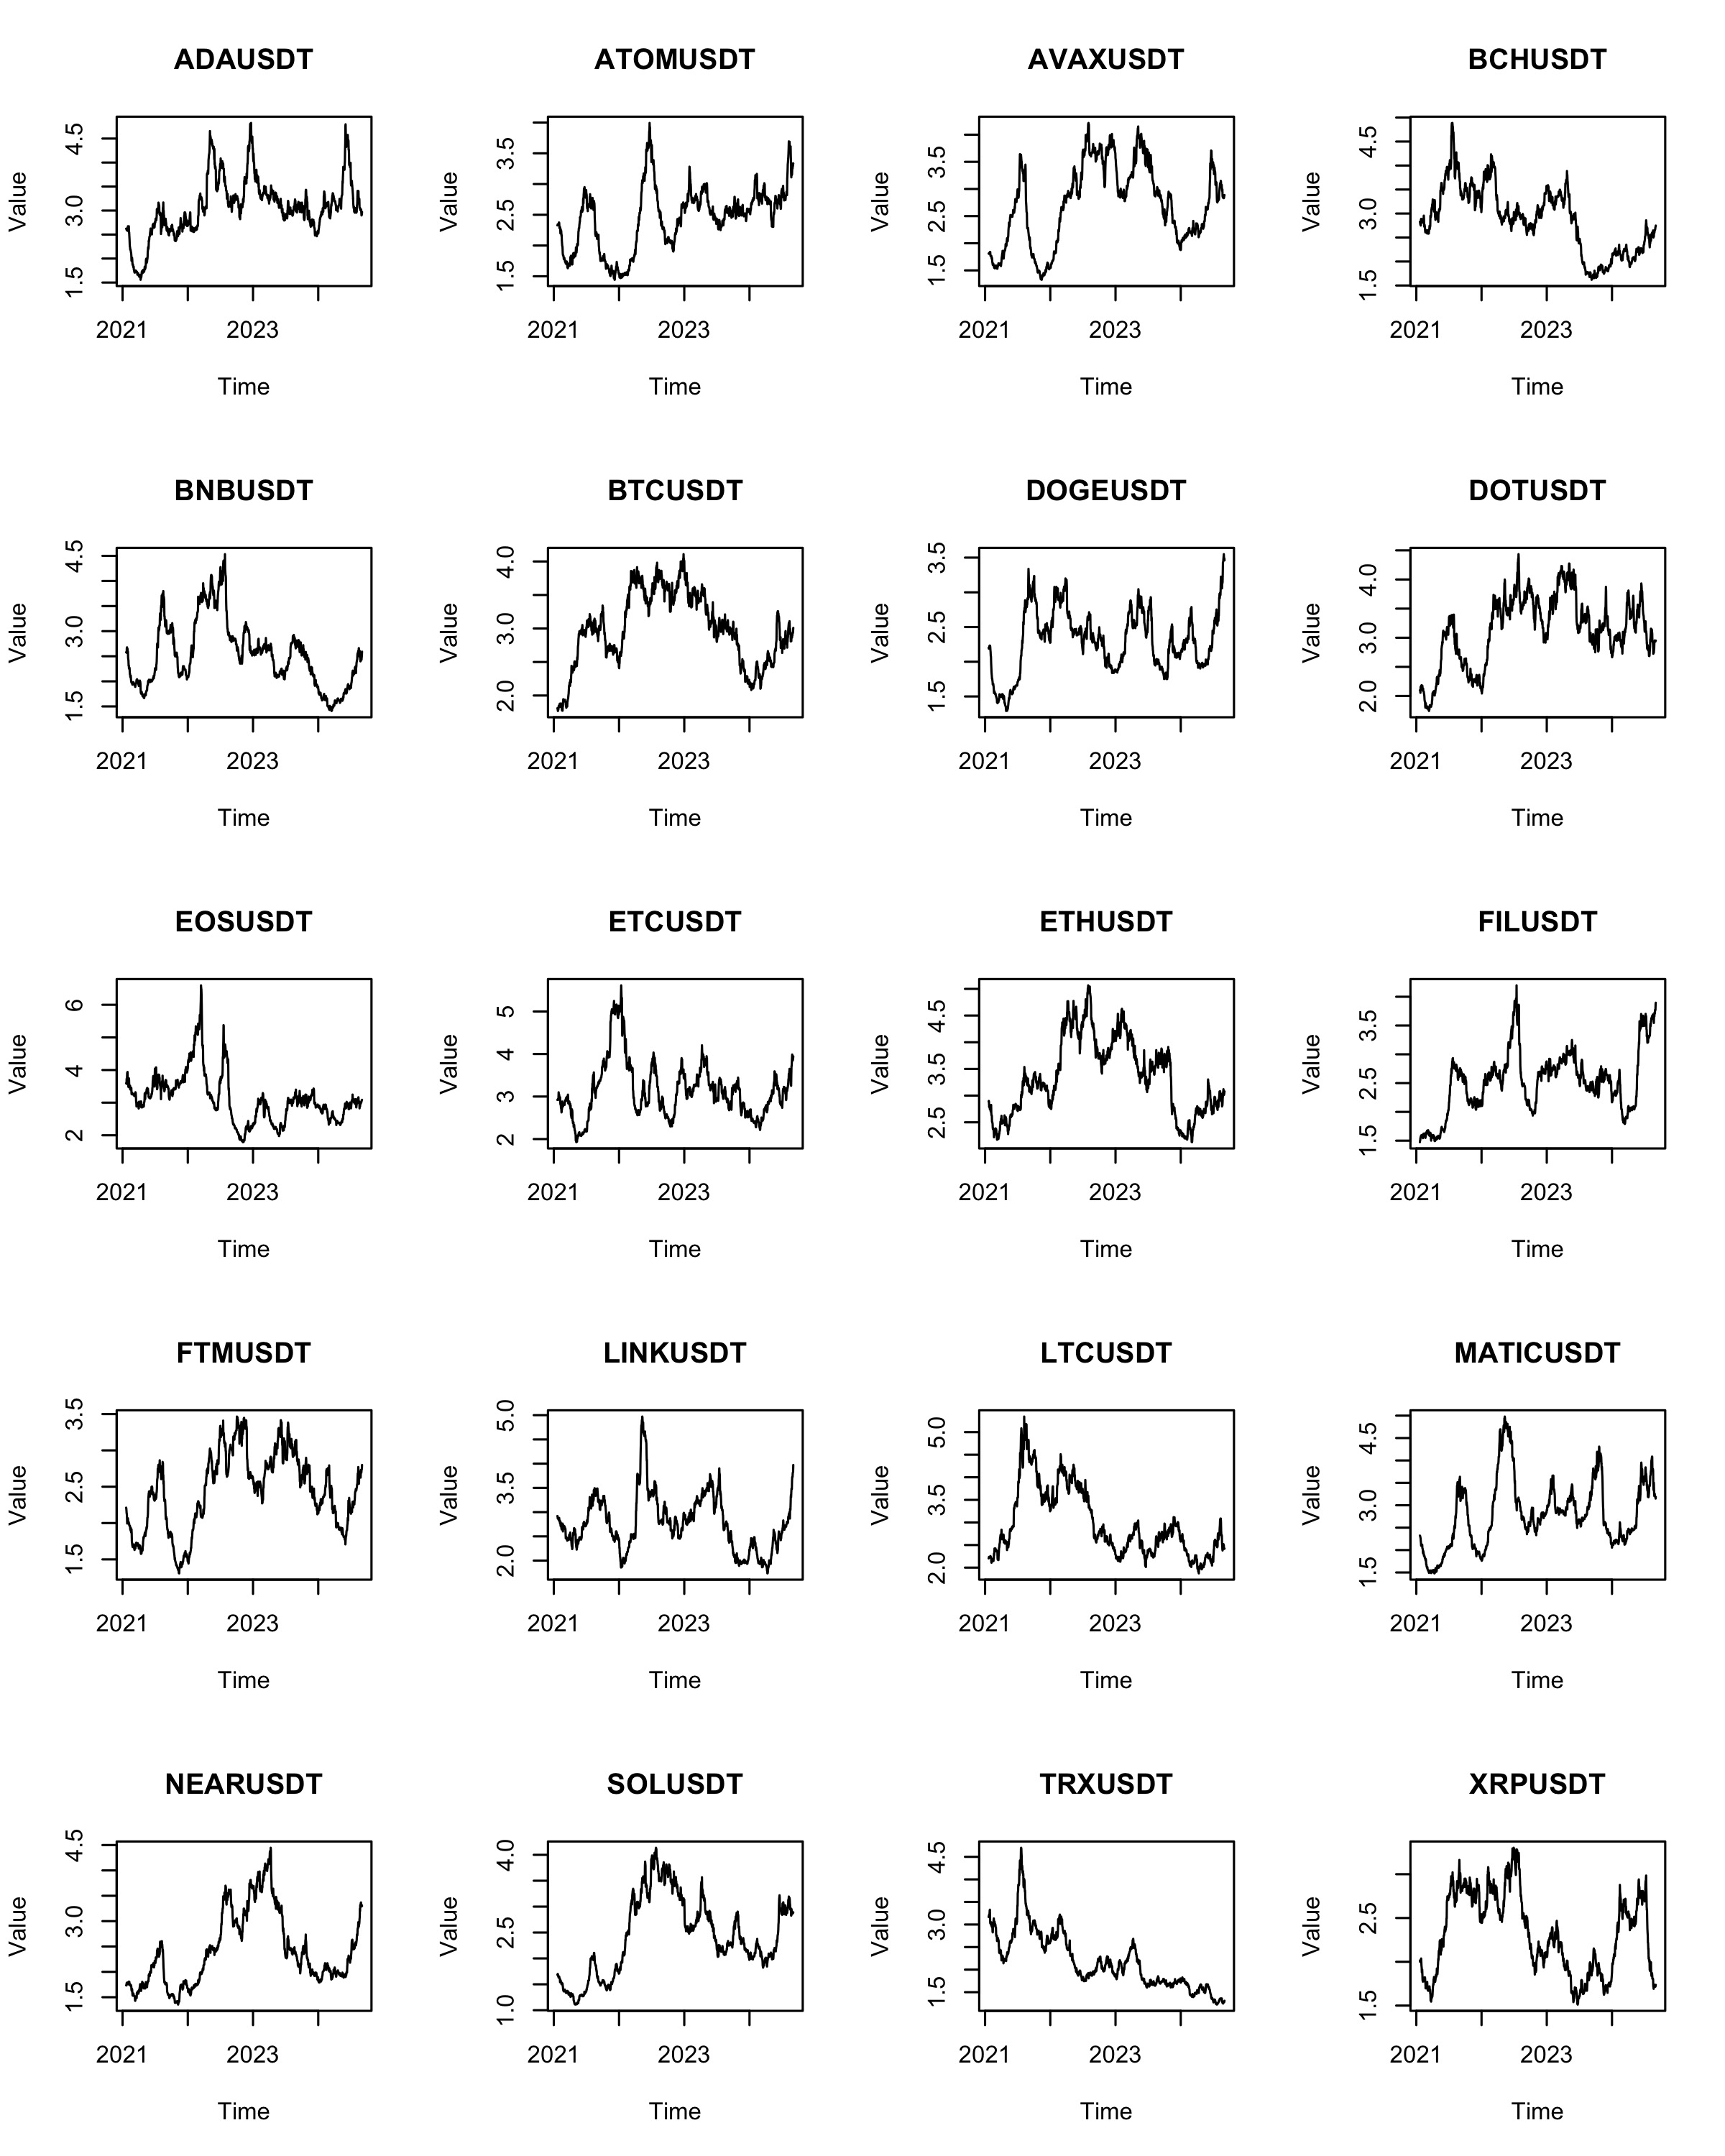 ADAUSDT ATOMUSDT AVAXUSDT BCHUSDT
Value 1.5 3.0 4.5 Value 1.5 2.5 3.5 Value 1.5 2.5 3.5 Value 1.5 3.0 4.5
2021 2023 2021 2023 2021 2023 2021 2023
Time Time Time Time
BNBUSDT BTCUSDT DOGEUSDT DOTUSDT
Value 1.5 3.0 4.5 Value 2.0 3.0 4.0 Value 1.5 2.5 3.5 Value 2.0 3.0 4.0
2021 2023 2021 2023 2021 2023 2021 2023
Time Time Time Time
EOSUSDT ETCUSDT ETHUSDT FILUSDT
Value 2 4 6 Value 2 3 4 5 Value 2.5 3.5 4.5 Value 1.5 2.5 3.5
2021 2023 2021 2023 2021 2023 2021 2023
Time Time Time Time
FTMUSDT LINKUSDT LTCUSDT MATICUSDT
Value 1.5 2.5 3.5 Value 2.0 3.5 5.0 Value 2.0 3.5 5.0 Value 1.5 3.0 4.5
2021 2023 2021 2023 2021 2023 2021 2023
Time Time Time Time
NEARUSDT SOLUSDT TRXUSDT XRPUSDT
Value 1.5 3.0 4.5 Value 1.0 2.5 4.0 Value 1.5 3.0 4.5 Value 1.5 2.5
2021 2023 2021 2023 2021 2023 2021 2023
Time Time Time Time